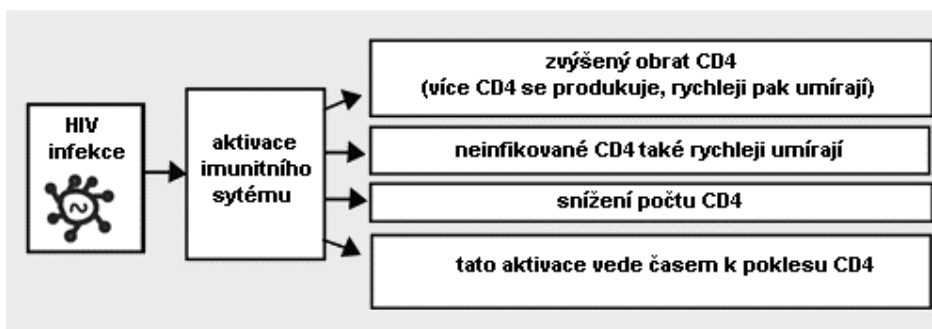 HIV
infekce
aktivace
imunitního
sytému
zvýšený obrat CD4
(více CD4 se produkuje, rychleji pak umírají)
neinfikované CD4 také rychleji umírají
snížení počtu CD4
tato aktivace vede časem k poklesu CD4